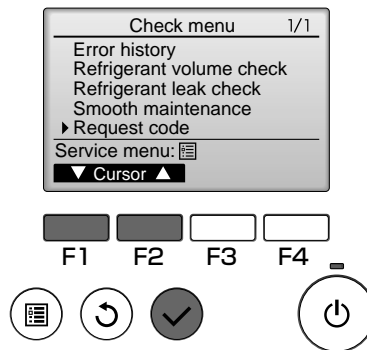 Check menu 1/1
Error history
Refrigerant volume check
Refrigerant leak check
Smooth maintenance
Request code
Service menu:
▼ Cursor ▲
F1 F2 F3 F4